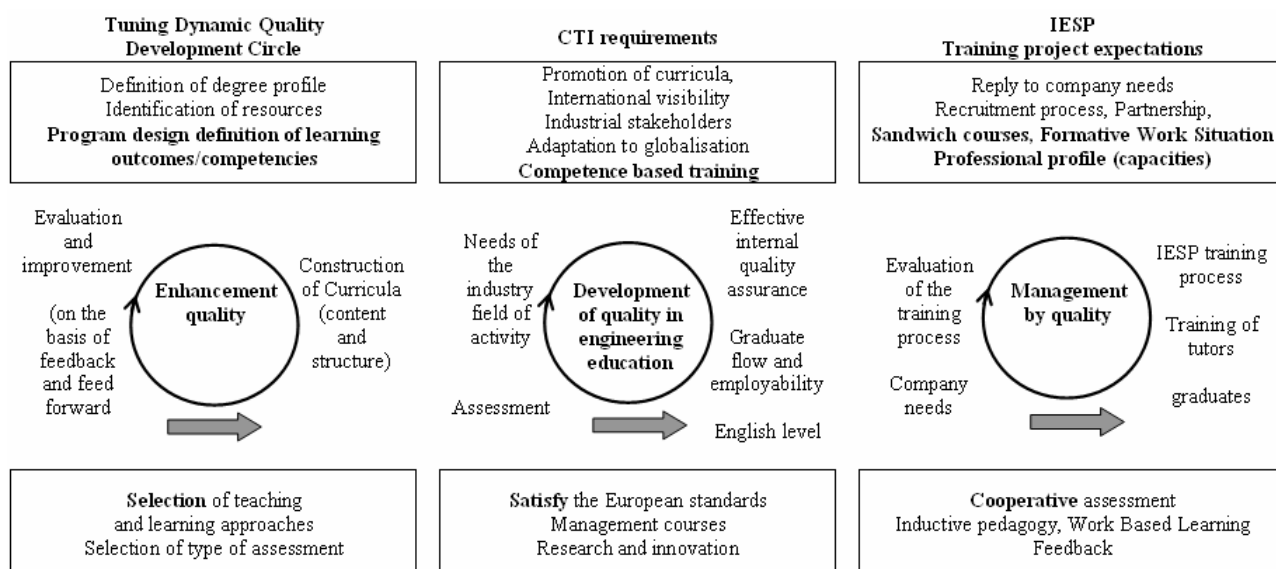 Tuning Dynamic Quality
Development Circle
Definition of degree profile
Identification of resources
Program design definition of learning
outcomes/competencies
Evaluation
and
improvement
(on the
basis of
feedback
and feed
forward
Enhancement
quality
Construction
of Curricula
(content
and
structure)
Selection of teaching
and learning approaches
Selection of type of assessment
CTI requirements
Promotion of curricula,
International visibility
Industrial stakeholders
Adaptation to globalisation
Competence based training
Needs of
the
industry
field of
activity
Assessment
Development
of quality in
engineering
education
Effective
internal
quality
assurance
Graduate
flow and
employability
English level
Satisfy the European standards
Management courses
Research and innovation
IESP
Training project expectations
Reply to company needs
Recruitment process, Partnership,
Sandwich courses, Formative Work Situation
Professional profile (capacities)
Evaluation
of the
training
process
Company
needs
Management
by quality
IESP training
process
Training of
tutors
graduates
Cooperative assessment
Inductive pedagogy, Work Based Learning
Feedback